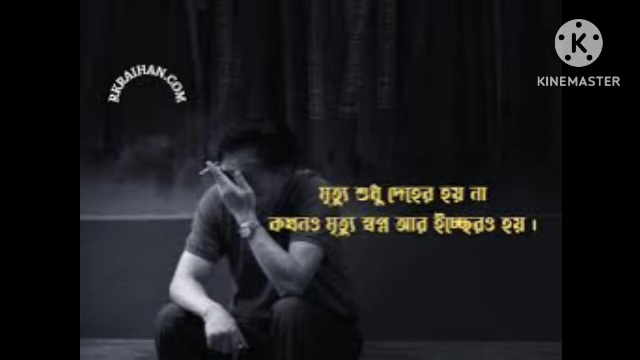 RKRAIHAN.COM
KINEMASTER
মৃত্যু শুধু দেহের হয় না
কখনও মৃত্যু স্বপ্ন আর ইচ্ছেরও হয় ।